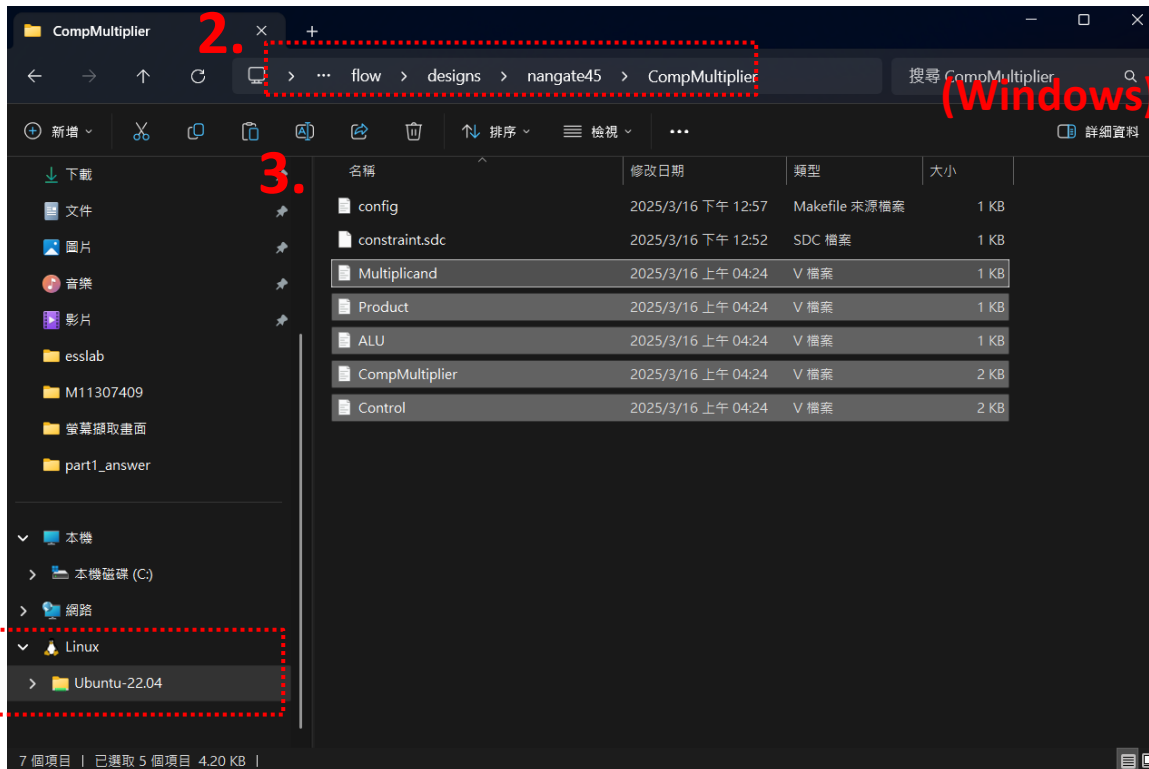 CompMultiplier
2.
flow > designs > nangate45 > CompMultiplier
搜尋 CompMultiplier
(Windows)
新增
排序
檢視
詳細資料
3.
名稱 修改日期 類型 大小
下載
文件
圖片
音樂
影片
esslab
M11307409
螢幕擷取畫面
part1_answer
本機
本機磁碟 (C:)
網路
Linux
Ubuntu-22.04
config 2025/3/16 下午 12:57 Makefile 來源檔案 1 KB
constraint.sdc 2025/3/16 下午 12:52 SDC 檔案 1 KB
Multiplicand 2025/3/16 上午 04:24 V 檔案 1 KB
Product 2025/3/16 上午 04:24 V 檔案 1 KB
ALU 2025/3/16 上午 04:24 V 檔案 1 KB
CompMultiplier 2025/3/16 上午 04:24 V 檔案 2 KB
Control 2025/3/16 上午 04:24 V 檔案 2 KB
7 個項目 | 已選取 5 個項目 4.20 KB |